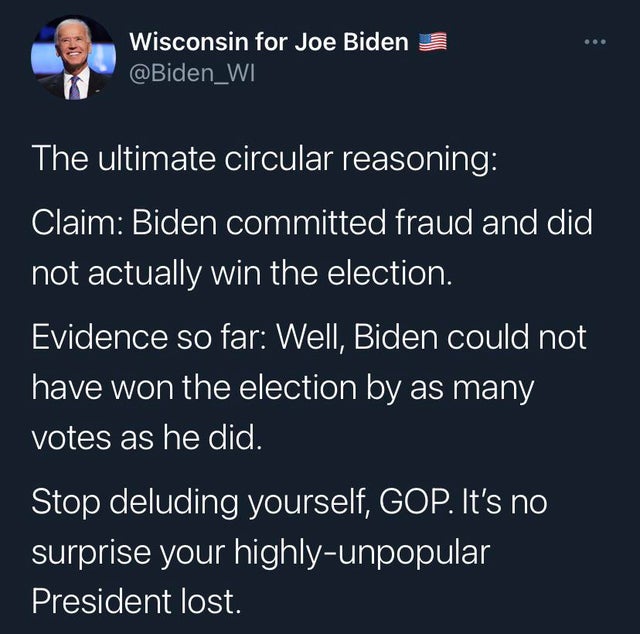 Wisconsin for Joe Biden 🇺🇸
@Biden_WI
The ultimate circular reasoning:
Claim: Biden committed fraud and did
not actually win the election.
Evidence so far: Well, Biden could not
have won the election by as many
votes as he did.
Stop deluding yourself, GOP. It's no
surprise your highly-unpopular
President lost.